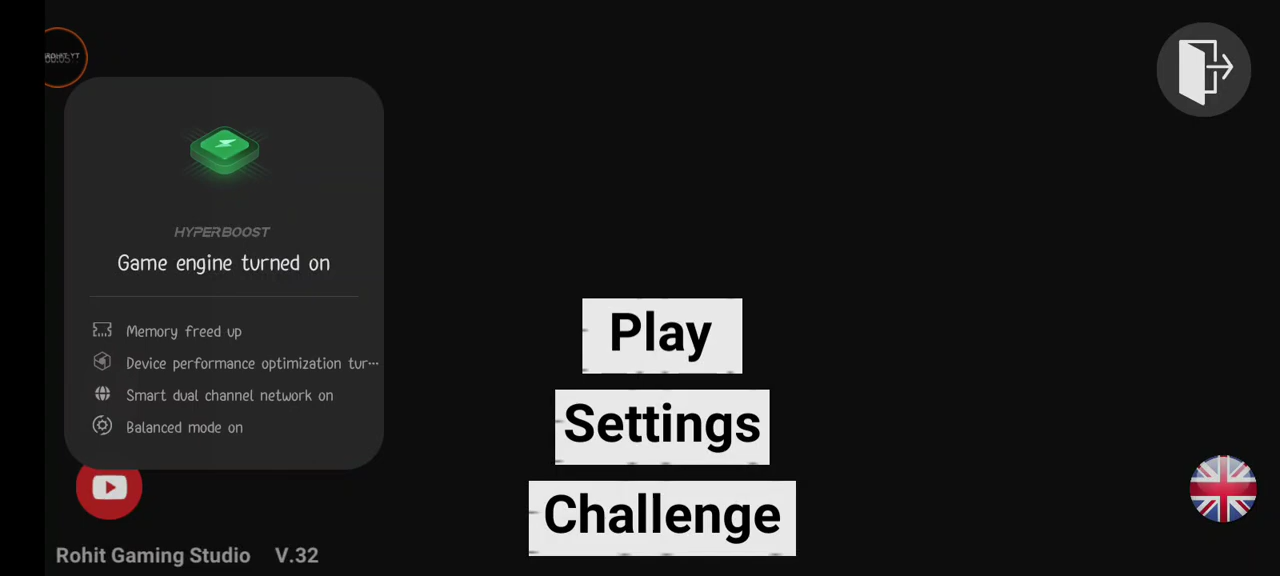 HYPERBOOST
Game engine turned on
Memory freed up
Device performance optimization tur...
Smart dual channel network on
Balanced mode on
Play
Settings
Challenge
Rohit Gaming Studio V.32